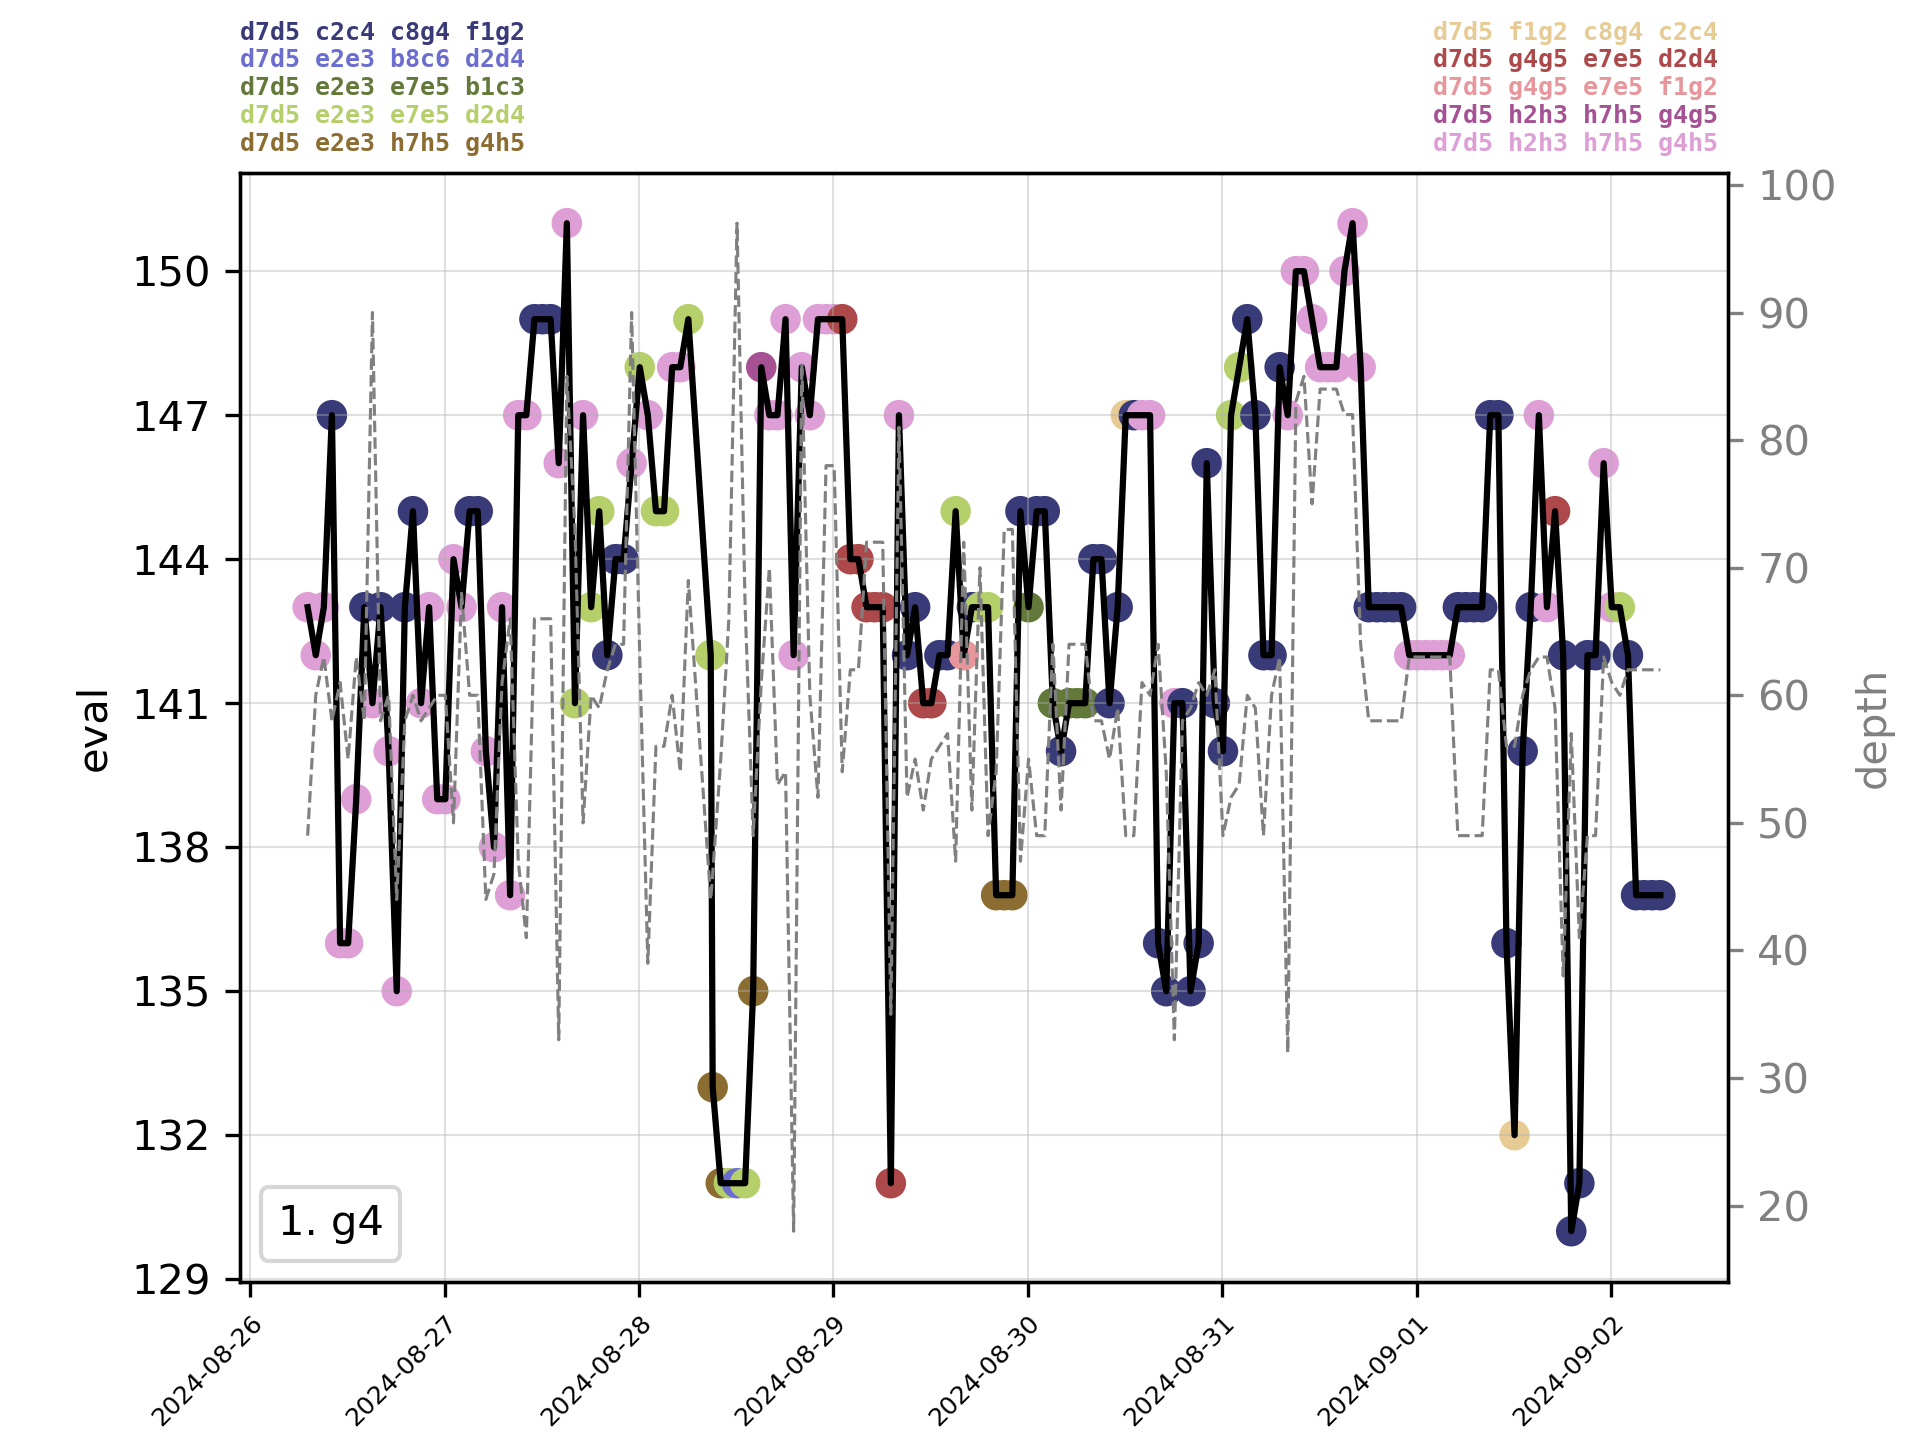 d7d5 c2c4 c8g4 f1g2
d7d5 e2e3 b8c6 d2d4
d7d5 e2e3 e7e5 b1c3
d7d5 e2e3 e7e5 d2d4
d7d5 e2e3 h7h5 g4h5
d7d5 f1g2 c8g4 c2c4
d7d5 g4g5 e7e5 d2d4
d7d5 g4g5 e7e5 f1g2
d7d5 h2h3 h7h5 g4g5
d7d5 h2h3 h7h5 g4h5
eval
150
147
144
141
138
135
132
129
100
90
80
70
60
50
40
30
20
depth
1. g4
2024-08-26
2024-08-27
2024-08-28
2024-08-29
2024-08-30
2024-08-31
2024-09-01
2024-09-02